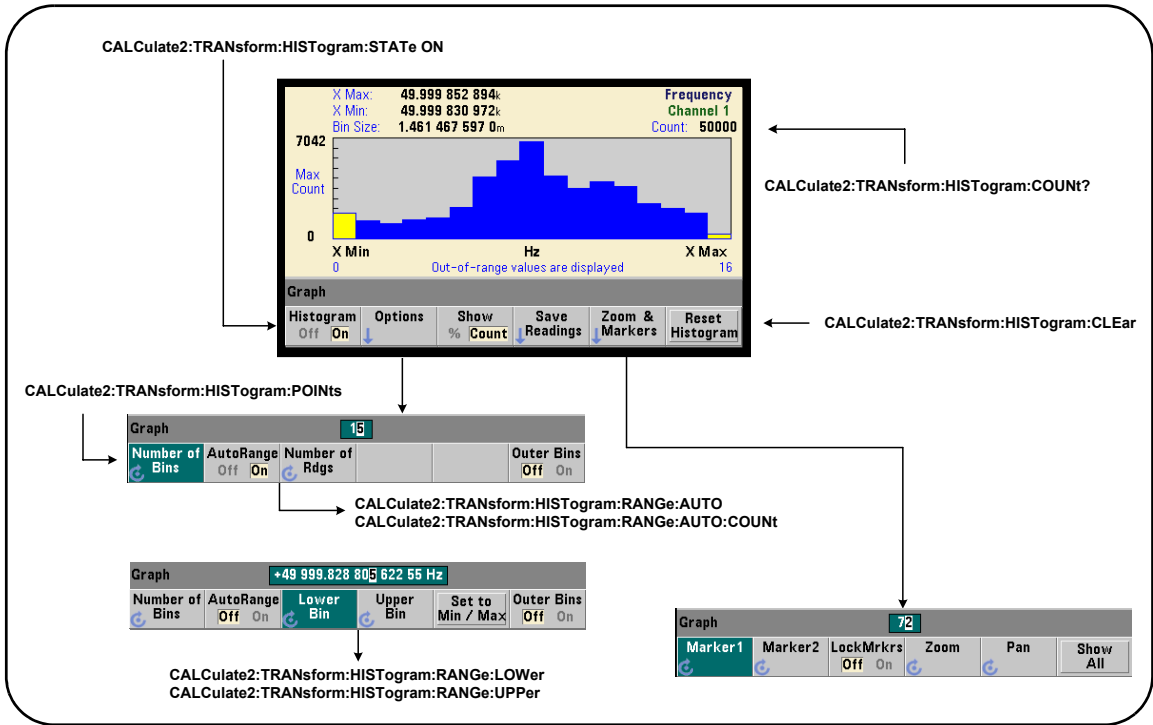 CALCulate2:TRANsform:HISTogram:STATe ON
X Max: 49.999 852 894k Frequency
X Min: 49.999 830 972k Channel 1
Bin Size: 1.461 467 597 0m Count: 50000
7042
Max
Count
0
X Min Hz X Max
0 Out-of-range values are displayed 16
Graph
Histogram Options Show Save Zoom & Reset
Off On % Count Readings Markers Histogram
CALCulate2:TRANsform:HISTogram:COUNt?
CALCulate2:TRANsform:HISTogram:CLEar
CALCulate2:TRANsform:HISTogram:POINts
Graph 15
Number of AutoRange Number of Outer Bins
Bins Off On Rdgs Off On
CALCulate2:TRANsform:HISTogram:RANGe:AUTO
CALCulate2:TRANsform:HISTogram:RANGe:AUTO:COUNt
Graph +49 999.828 805 622 55 Hz
Number of AutoRange Lower Upper Set to Outer Bins
Bins Off On Bin Bin Min / Max Off On
CALCulate2:TRANsform:HISTogram:RANGe:LOWer
CALCulate2:TRANsform:HISTogram:RANGe:UPPer
Graph 72
Marker1 Marker2 LockMrkrs Zoom Pan Show
Off On All